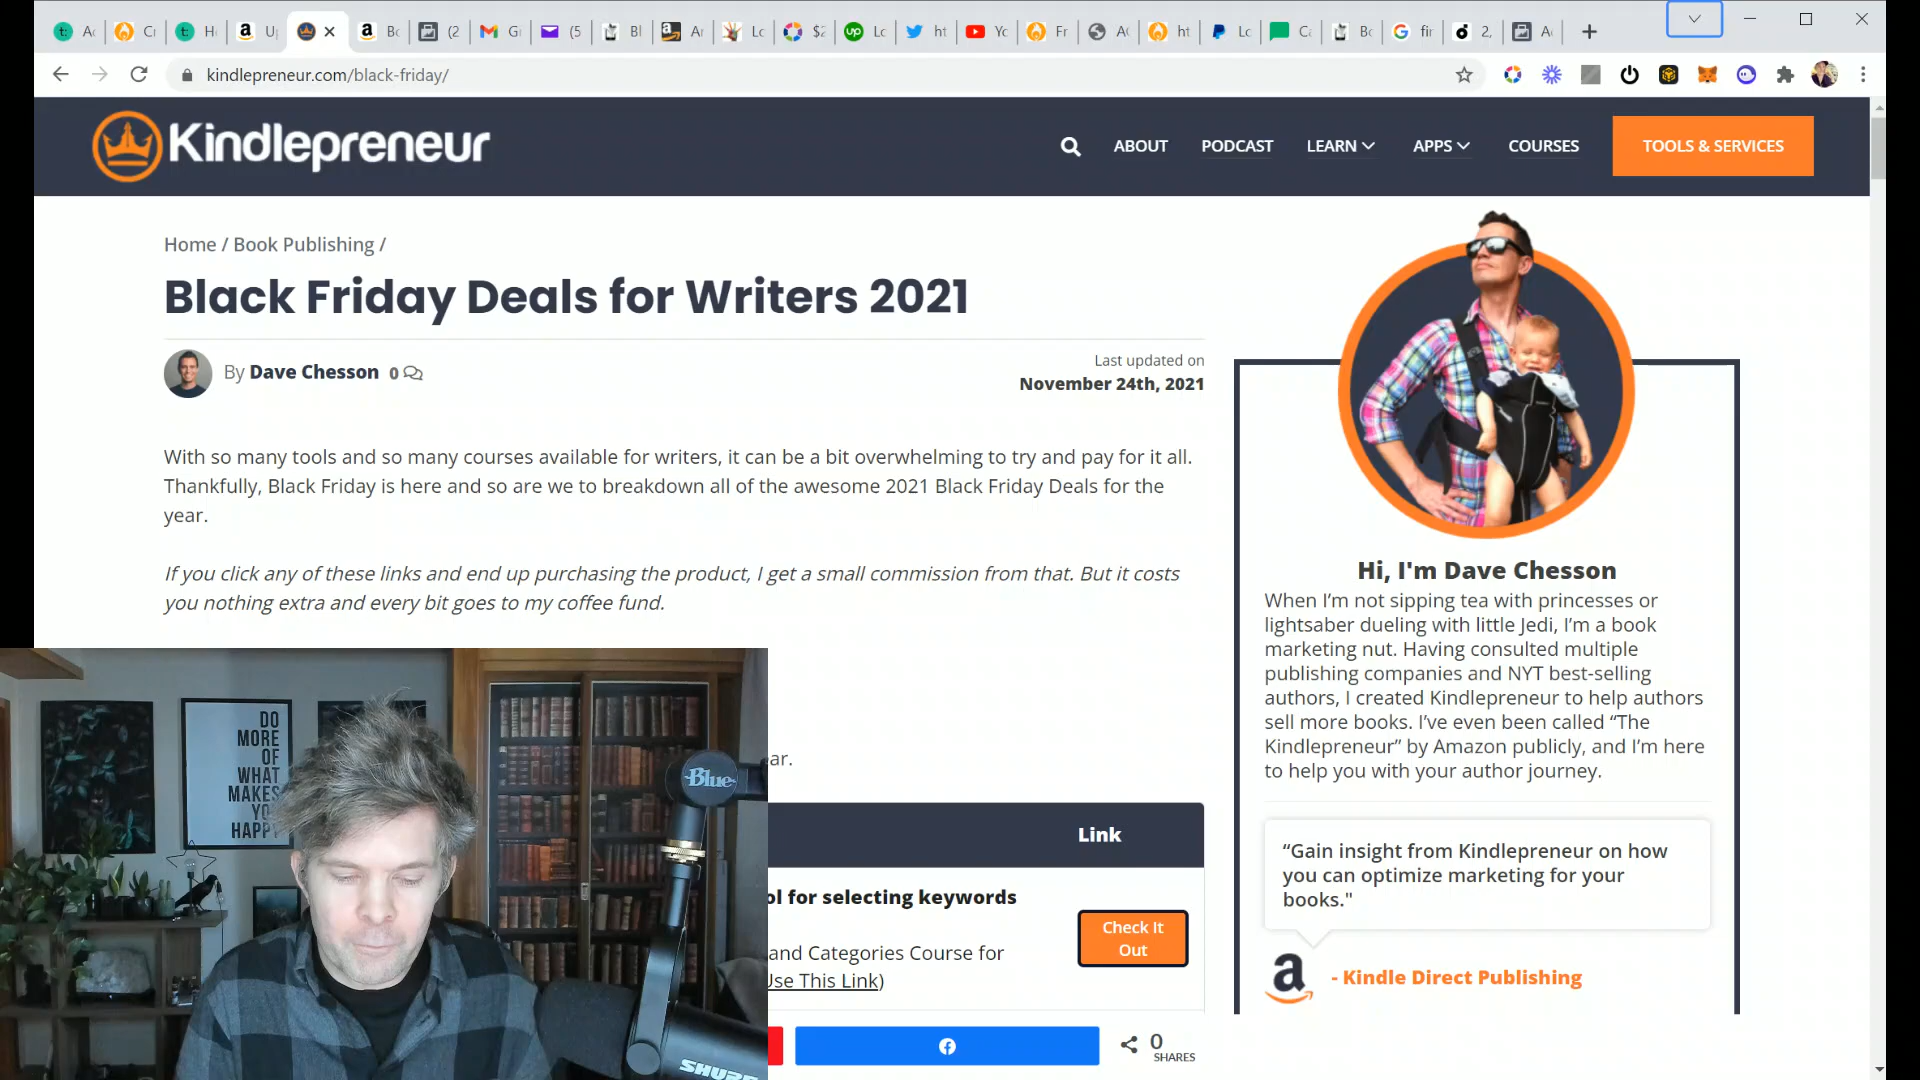 kindlepreneur.com/black-friday/
Kindlepreneur
ABOUT PODCAST LEARN APPS COURSES TOOLS & SERVICES
Home / Book Publishing /
Black Friday Deals for Writers 2021
By Dave Chesson 0
Last updated on
November 24th, 2021
With so many tools and so many courses available for writers, it can be a bit overwhelming to try and pay for it all.
Thankfully, Black Friday is here and so are we to breakdown all of the awesome 2021 Black Friday Deals for the
year.
If you click any of these links and end up purchasing the product, I get a small commission from that. But it costs
you nothing extra and every bit goes to my coffee fund.
ar.
Link
ol for selecting keywords
and Categories Course for
Use This Link)
Check It
Out
0
SHARES
Hi, I'm Dave Chesson
When I'm not sipping tea with princesses or
lightsaber dueling with little Jedi, I'm a book
marketing nut. Having consulted multiple
publishing companies and NYT best-selling
authors, I created Kindlepreneur to help authors
sell more books. I've even been called “The
Kindlepreneur” by Amazon publicly, and I'm here
to help you with your author journey.
“Gain insight from Kindlepreneur on how
you can optimize marketing for your
books."
- Kindle Direct Publishing
DO
MORE
OF
WHAT
MAKES
YO
HAPPY
Blue
SHURE